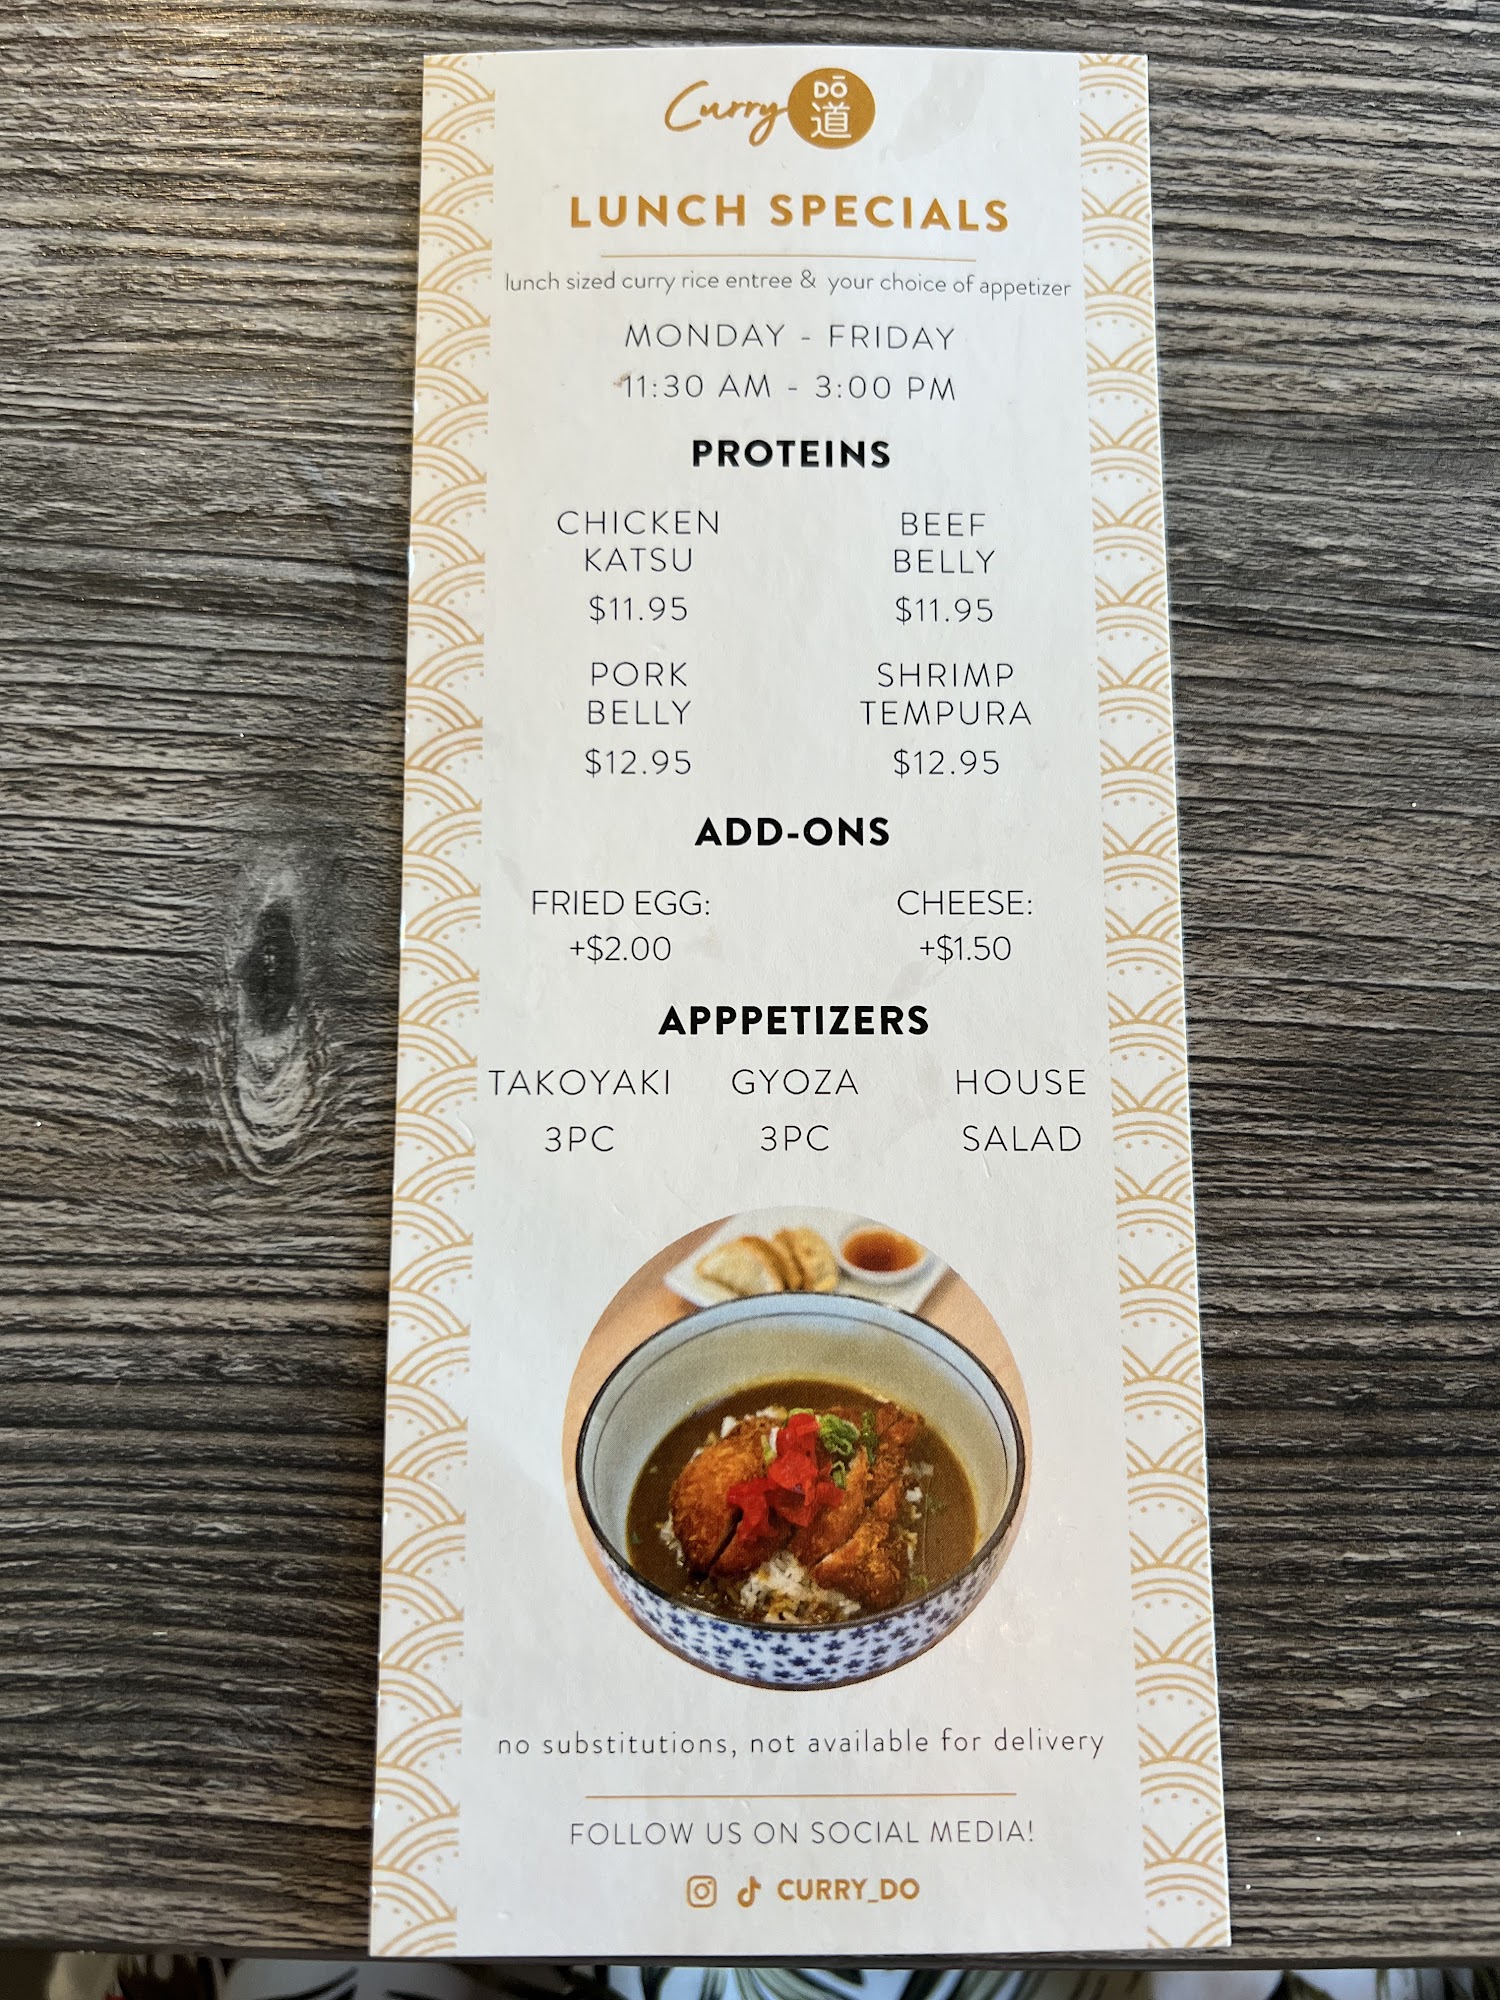 Curry DŌ 道
LUNCH SPECIALS
lunch sized curry rice entree & your choice of appetizer
MONDAY - FRIDAY
11:30 AM - 3:00 PM
PROTEINS
CHICKEN KATSU
$11.95
BEEF BELLY
$11.95
PORK BELLY
$12.95
SHRIMP TEMPURA
$12.95
ADD-ONS
FRIED EGG:
+$2.00
CHEESE:
+$1.50
APPPETIZERS
TAKOYAKI
3PC
GYOZA
3PC
HOUSE
SALAD
no substitutions, not available for delivery
FOLLOW US ON SOCIAL MEDIA!
CURRY_DO